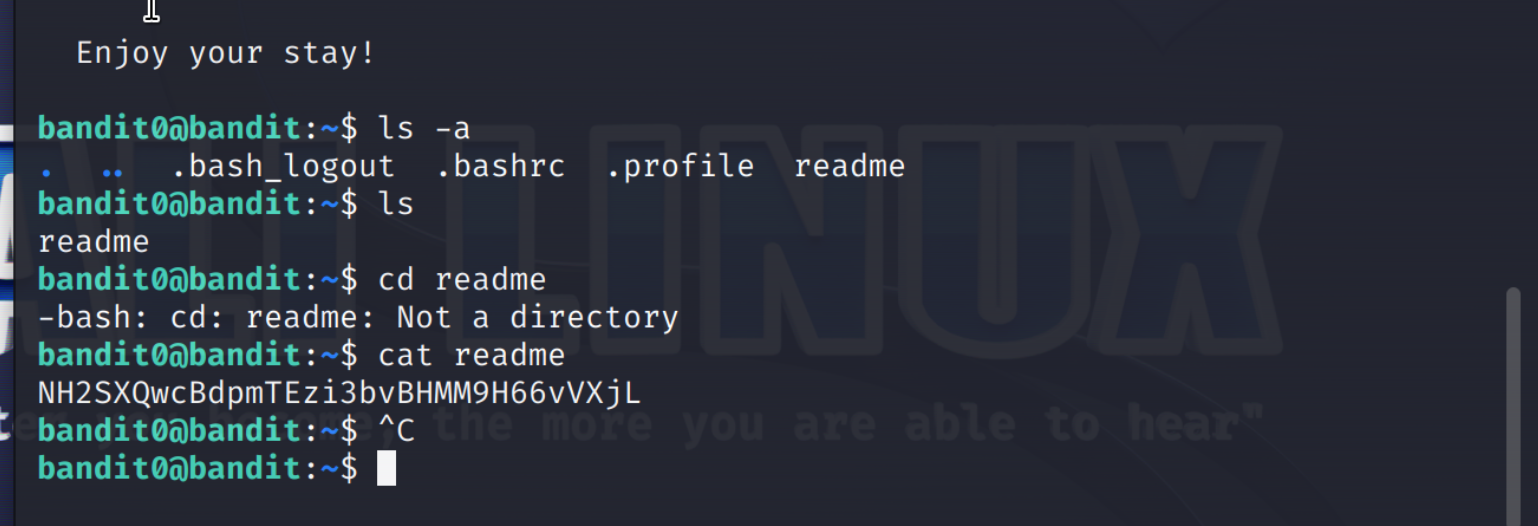 Enjoy your stay!
bandit0@bandit:~$ ls -a
. .. .bash_logout .bashrc .profile readme
bandit0@bandit:~$ ls
readme
bandit0@bandit:~$ cd readme
-bash: cd: readme: Not a directory
bandit0@bandit:~$ cat readme
NH2SXQwcBdpmTEzi3bvBHMM9H66vVXjL
bandit0@bandit:~$ ^C
bandit0@bandit:~$
LINUX
the more you are able to hear"